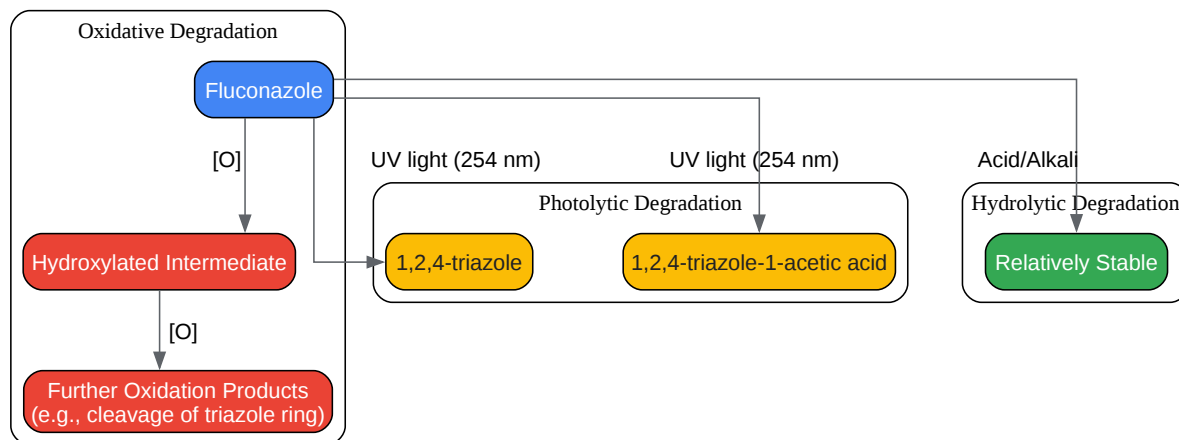 Oxidative Degradation
Fluconazole
[O]
UV light (254 nm)
UV light (254 nm)
Acid/Alkali
Photolytic Degradation
Hydrolytic Degradation
Hydroxylated Intermediate
1,2,4-triazole
1,2,4-triazole-1-acetic acid
Relatively Stable
[O]
Further Oxidation Products
(e.g., cleavage of triazole ring)